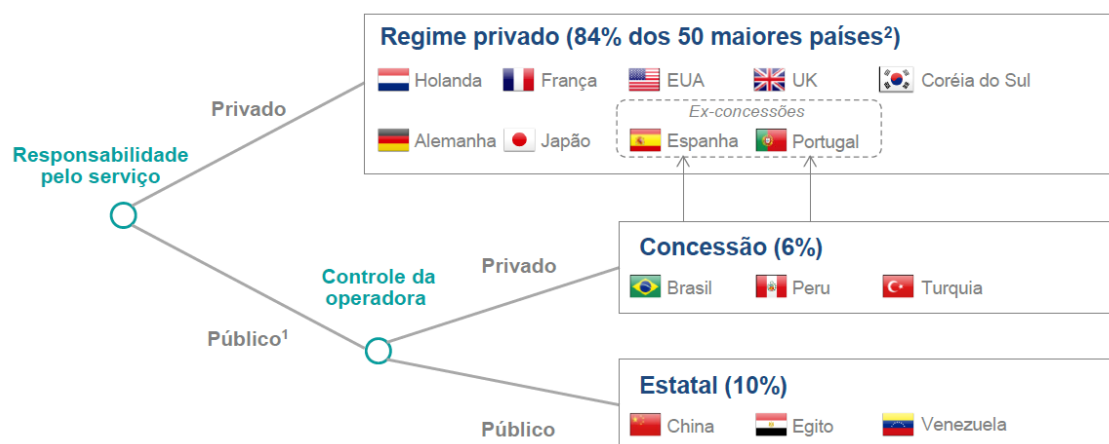 Regime privado (84% dos 50 maiores países²)
Holanda França EUA UK Coréia do Sul
Privado
Ex-concessões
Alemanha Japão Espanha Portugal
Responsabilidade
pelo serviço
Concessão (6%)
Privado
Controle da
operadora
Brasil Peru Turquia
Público¹
Estatal (10%)
China Egito Venezuela
Público